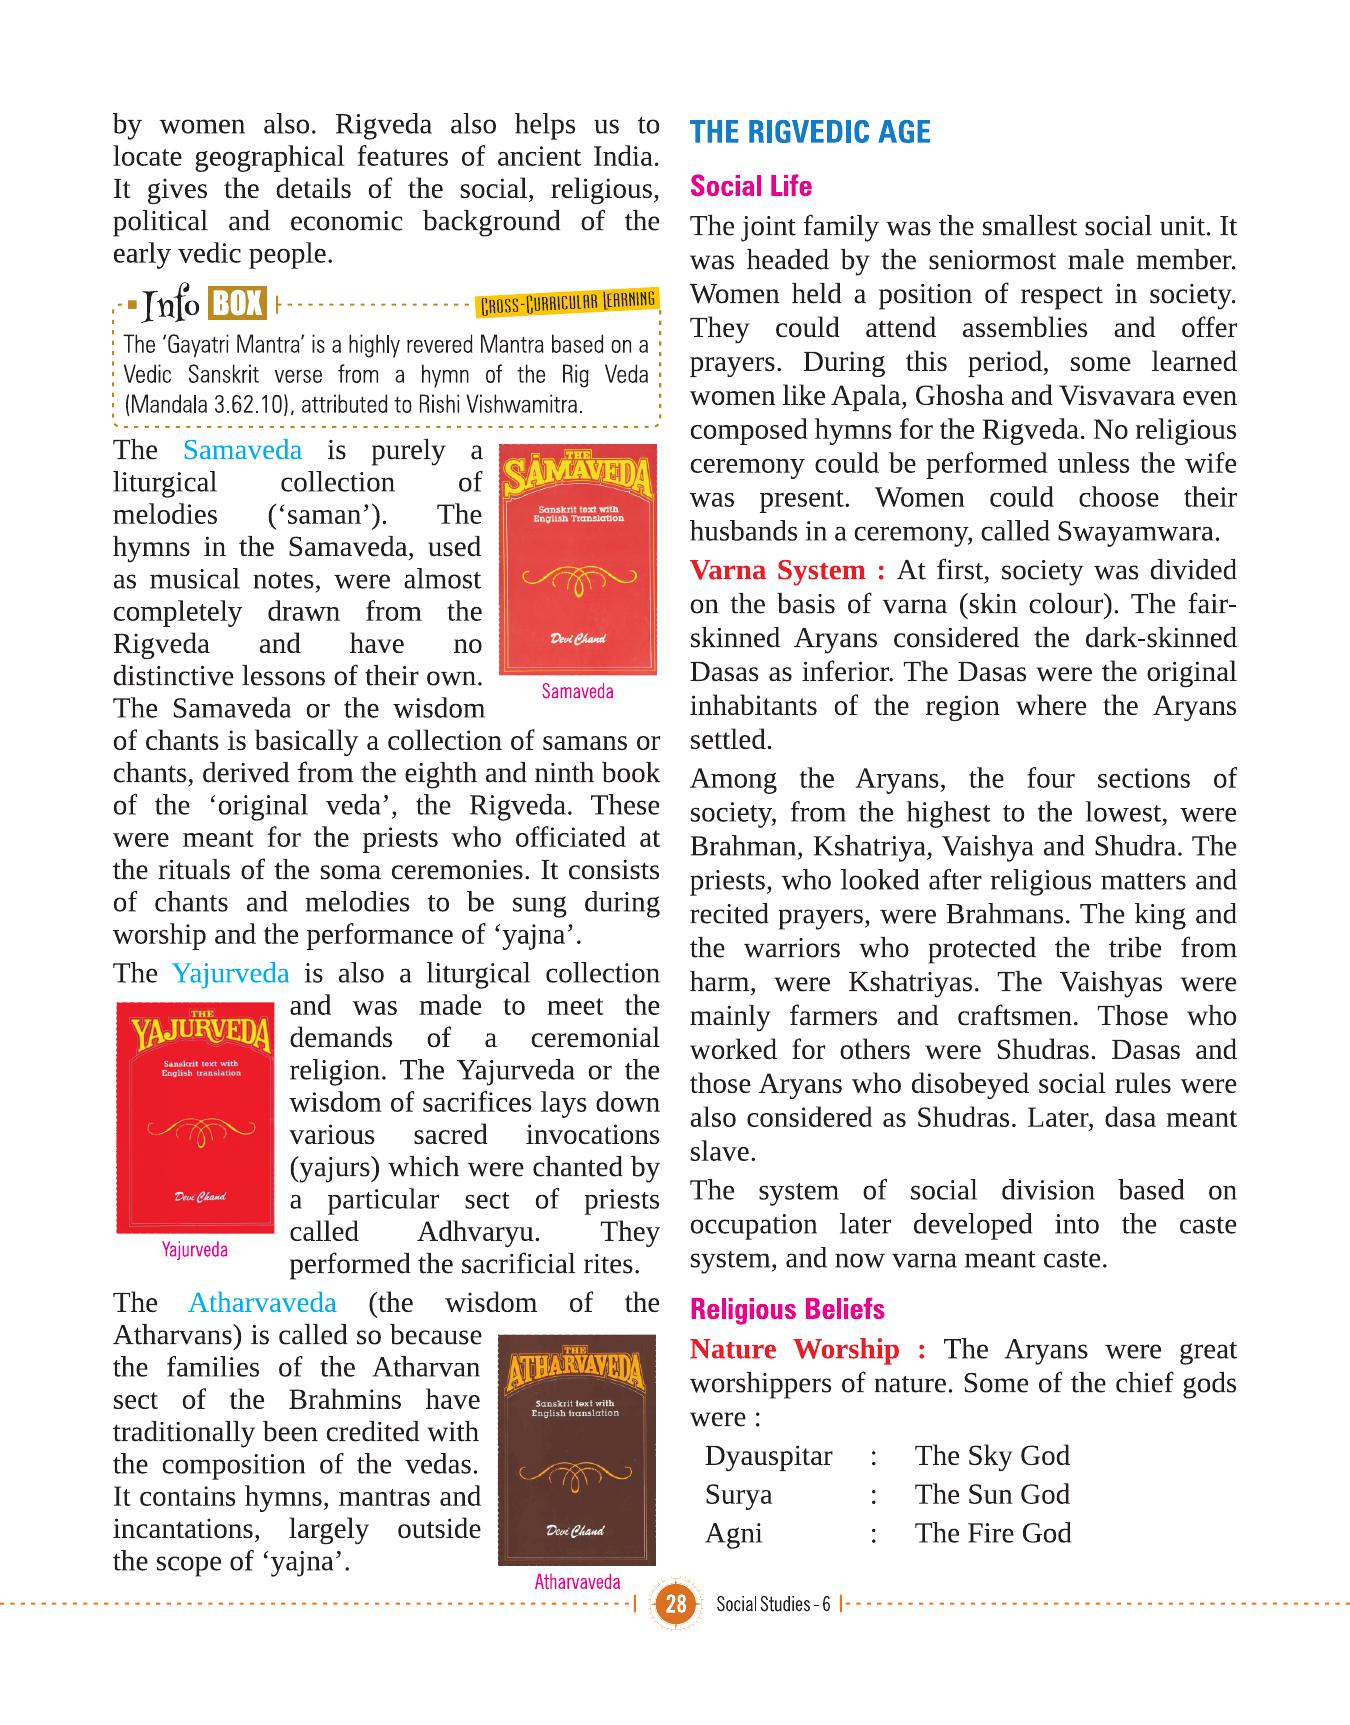 by women also. Rigveda also helps us to
locate geographical features of ancient India.
It gives the details of the social, religious,
political and economic background of the
early vedic people.
Info BOX
CROSS-CURRICULAR LEARNING
The ‘Gayatri Mantra’ is a highly revered Mantra based on a
Vedic Sanskrit verse from a hymn of the Rig Veda
(Mandala 3.62.10), attributed to Rishi Vishwamitra.
The Samaveda is purely a
liturgical collection of
melodies (‘saman’). The
hymns in the Samaveda, used
as musical notes, were almost
completely drawn from the
Rigveda and have no
distinctive lessons of their own.
The Samaveda or the wisdom
of chants is basically a collection of samans or
chants, derived from the eighth and ninth book
of the ‘original veda’, the Rigveda. These
were meant for the priests who officiated at
the rituals of the soma ceremonies. It consists
of chants and melodies to be sung during
worship and the performance of ‘yajna’.
THE
SĀMAVEDA
Sanskrit text with
English Translation
Devi Chand
Samaveda
The Yajurveda is also a liturgical collection
and was made to meet the
demands of a ceremonial
religion. The Yajurveda or the
wisdom of sacrifices lays down
various sacred invocations
(yajurs) which were chanted by
a particular sect of priests
called Adhvaryu. They
performed the sacrificial rites.
THE
YAJURVEDA
Sanskrit text with
English translation
Devi Chand
Yajurveda
The Atharvaveda (the wisdom of the
Atharvans) is called so because
the families of the Atharvan
sect of the Brahmins have
traditionally been credited with
the composition of the vedas.
It contains hymns, mantras and
incantations, largely outside
the scope of ‘yajna’.
THE
ATHARVAVEDA
Sanskrit text with
English translation
Devi Chand
Atharvaveda
THE RIGVEDIC AGE
Social Life
The joint family was the smallest social unit. It
was headed by the seniormost male member.
Women held a position of respect in society.
They could attend assemblies and offer
prayers. During this period, some learned
women like Apala, Ghosha and Visvavara even
composed hymns for the Rigveda. No religious
ceremony could be performed unless the wife
was present. Women could choose their
husbands in a ceremony, called Swayamwara.
Varna System : At first, society was divided
on the basis of varna (skin colour). The fair-
skinned Aryans considered the dark-skinned
Dasas as inferior. The Dasas were the original
inhabitants of the region where the Aryans
settled.
Among the Aryans, the four sections of
society, from the highest to the lowest, were
Brahman, Kshatriya, Vaishya and Shudra. The
priests, who looked after religious matters and
recited prayers, were Brahmans. The king and
the warriors who protected the tribe from
harm, were Kshatriyas. The Vaishyas were
mainly farmers and craftsmen. Those who
worked for others were Shudras. Dasas and
those Aryans who disobeyed social rules were
also considered as Shudras. Later, dasa meant
slave.
The system of social division based on
occupation later developed into the caste
system, and now varna meant caste.
Religious Beliefs
Nature Worship : The Aryans were great
worshippers of nature. Some of the chief gods
were :
Dyauspitar : The Sky God
Surya : The Sun God
Agni : The Fire God
28 Social Studies - 6